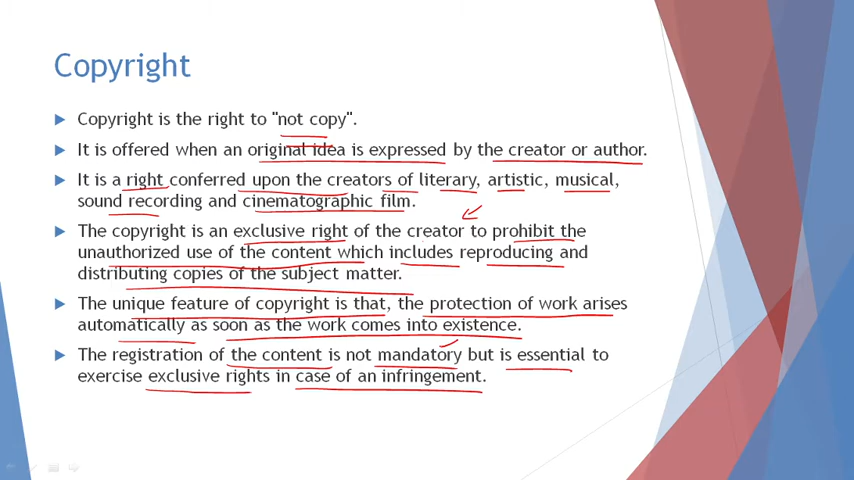 Copyright
Copyright is the right to "not copy".
It is offered when an original idea is expressed by the creator or author.
It is a right conferred upon the creators of literary, artistic, musical,
sound recording and cinematographic film.
The copyright is an exclusive right of the creator to prohibit the
unauthorized use of the content which includes reproducing and
distributing copies of the subject matter.
The unique feature of copyright is that, the protection of work arises
automatically as soon as the work comes into existence.
The registration of the content is not mandatory but is essential to
exercise exclusive rights in case of an infringement.